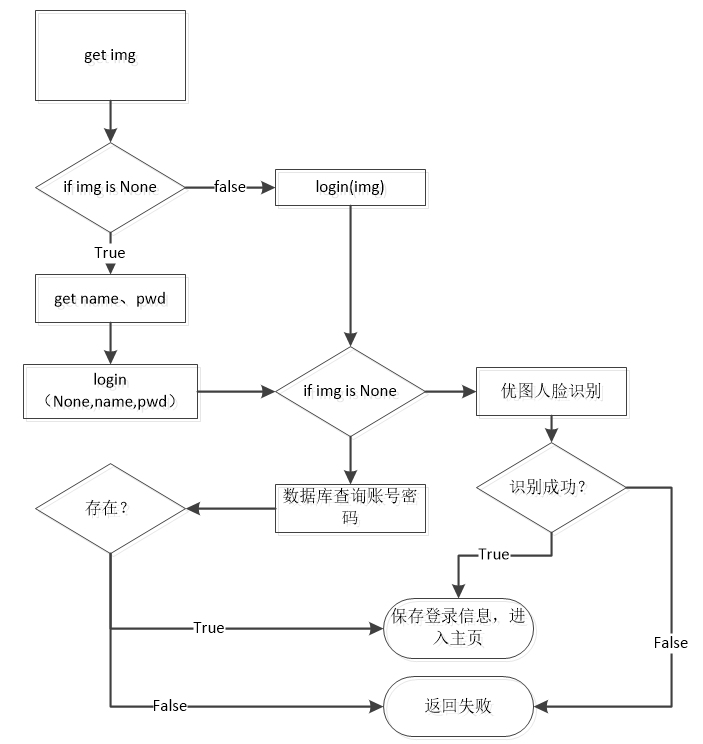 get img
if img is None
false
login(img)
True
get name、pwd
login
（None,name,pwd）
if img is None
优图人脸识别
存在？
数据库查询账号密
码
识别成功？
True
保存登录信息，进
入主页
True
False
False
返回失败